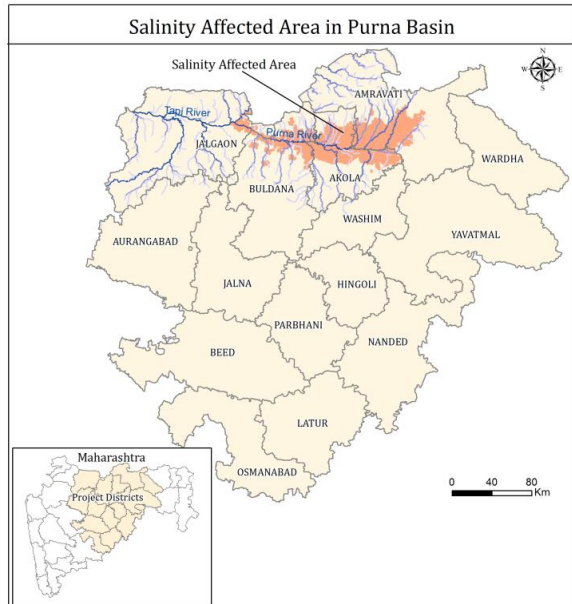 Salinity Affected Area in Purna Basin
Salinity Affected Area
N
W
E
S
AMRAVATI
Tapi River
Purna River
JALGAON
WARDHA
AKOLA
BULDANA
WASHIM
YAVATMAL
AURANGABAD
JALNA
HINGOLI
PARBHANI
NANDED
BEED
LATUR
OSMANABAD
Maharashtra
Project Districts
0 40 80
Km